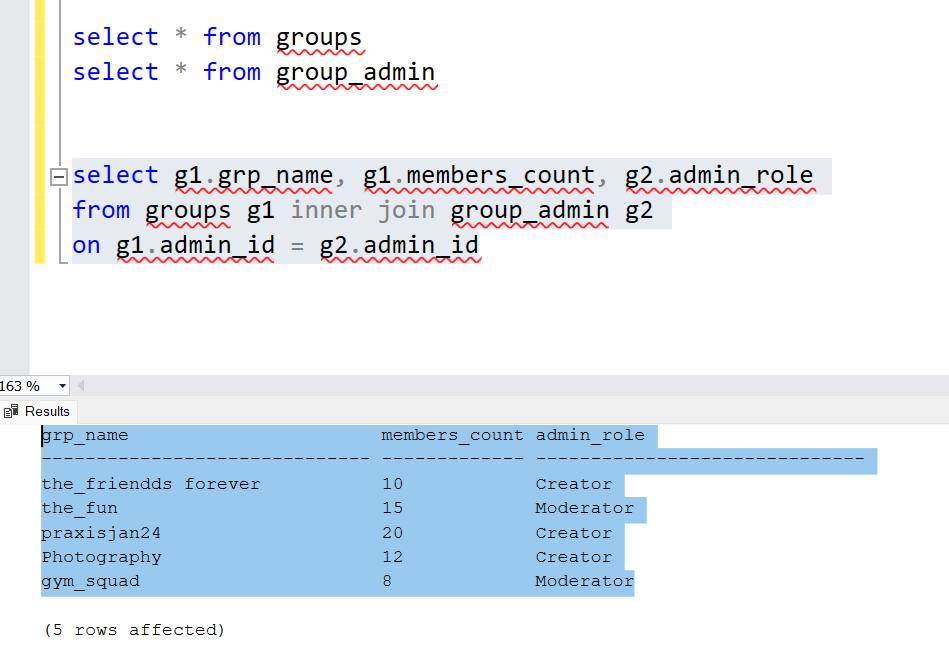 select * from groups
select * from group_admin
select g1.grp_name, g1.members_count, g2.admin_role
from groups g1 inner join group_admin g2
on g1.admin_id = g2.admin_id
163 %
Results
grp_name members_count admin_role
------------------------------ ------------- ------------------------------
the_friendds forever 10 Creator
the_fun 15 Moderator
praxisjan24 20 Creator
Photography 12 Creator
gym_squad 8 Moderator
(5 rows affected)